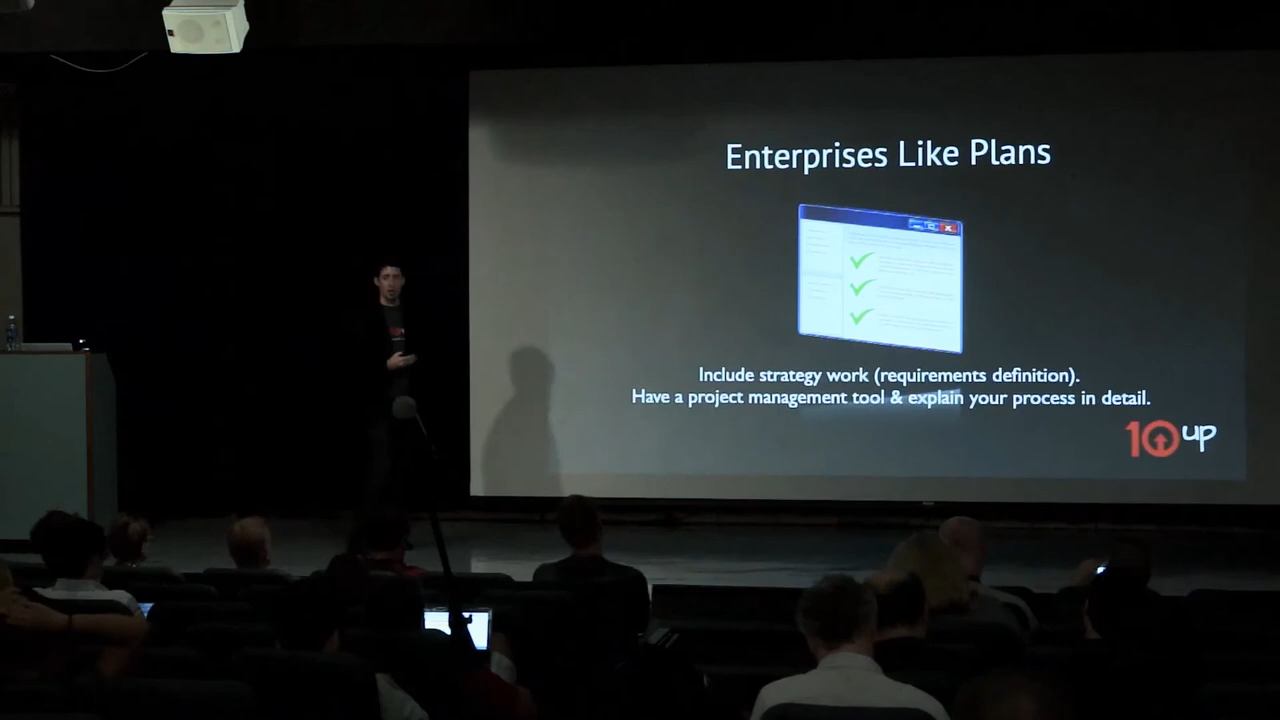 Enterprises Like Plans
Include strategy work (requirements definition).
Have a project management tool & explain your process in detail.
10up